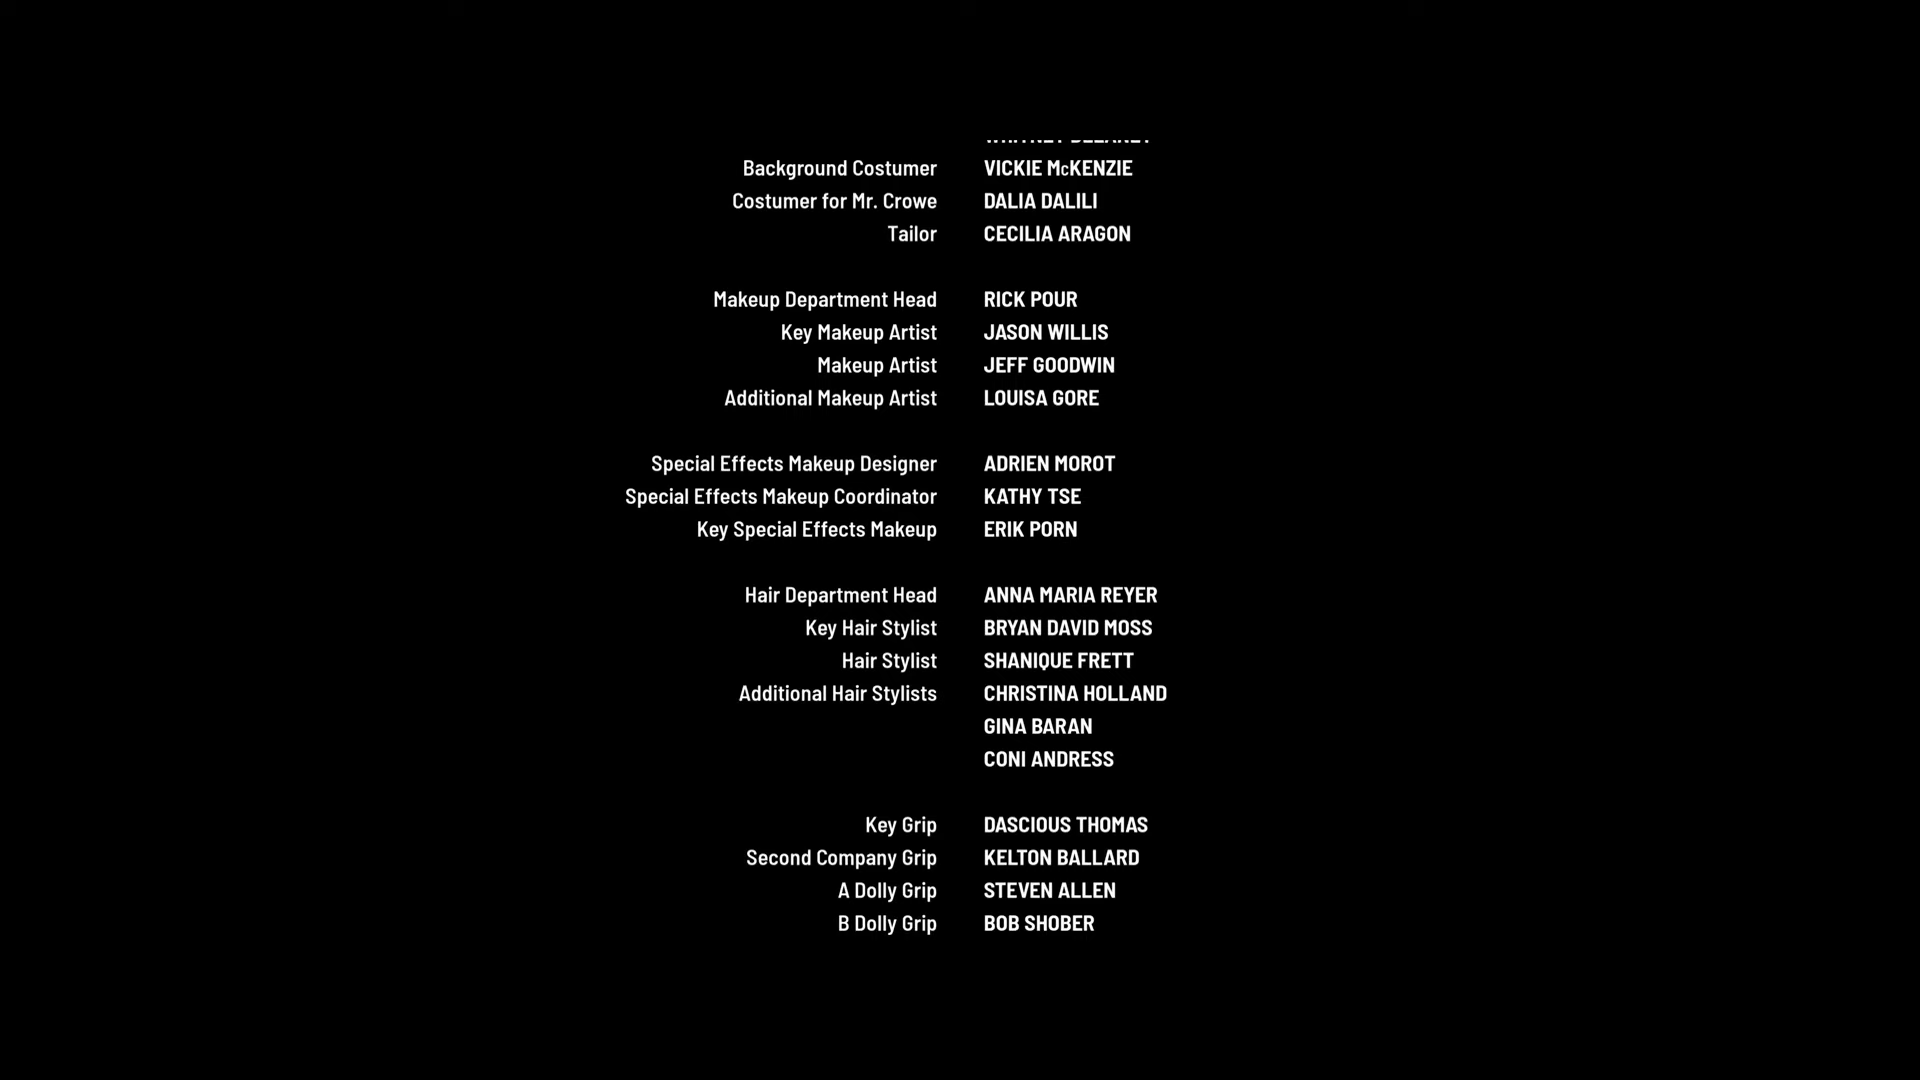 Background Costumer VICKIE McKENZIE
Costumer for Mr. Crowe DALIA DALILI
Tailor CECILIA ARAGON
Makeup Department Head RICK POUR
Key Makeup Artist JASON WILLIS
Makeup Artist JEFF GOODWIN
Additional Makeup Artist LOUISA GORE
Special Effects Makeup Designer ADRIEN MOROT
Special Effects Makeup Coordinator KATHY TSE
Key Special Effects Makeup ERIK PORN
Hair Department Head ANNA MARIA REYER
Key Hair Stylist BRYAN DAVID MOSS
Hair Stylist SHANIQUE FRETT
Additional Hair Stylists CHRISTINA HOLLAND
GINA BARAN
CONI ANDRESS
Key Grip DASCIOUS THOMAS
Second Company Grip KELTON BALLARD
A Dolly Grip STEVEN ALLEN
B Dolly Grip BOB SHOBER